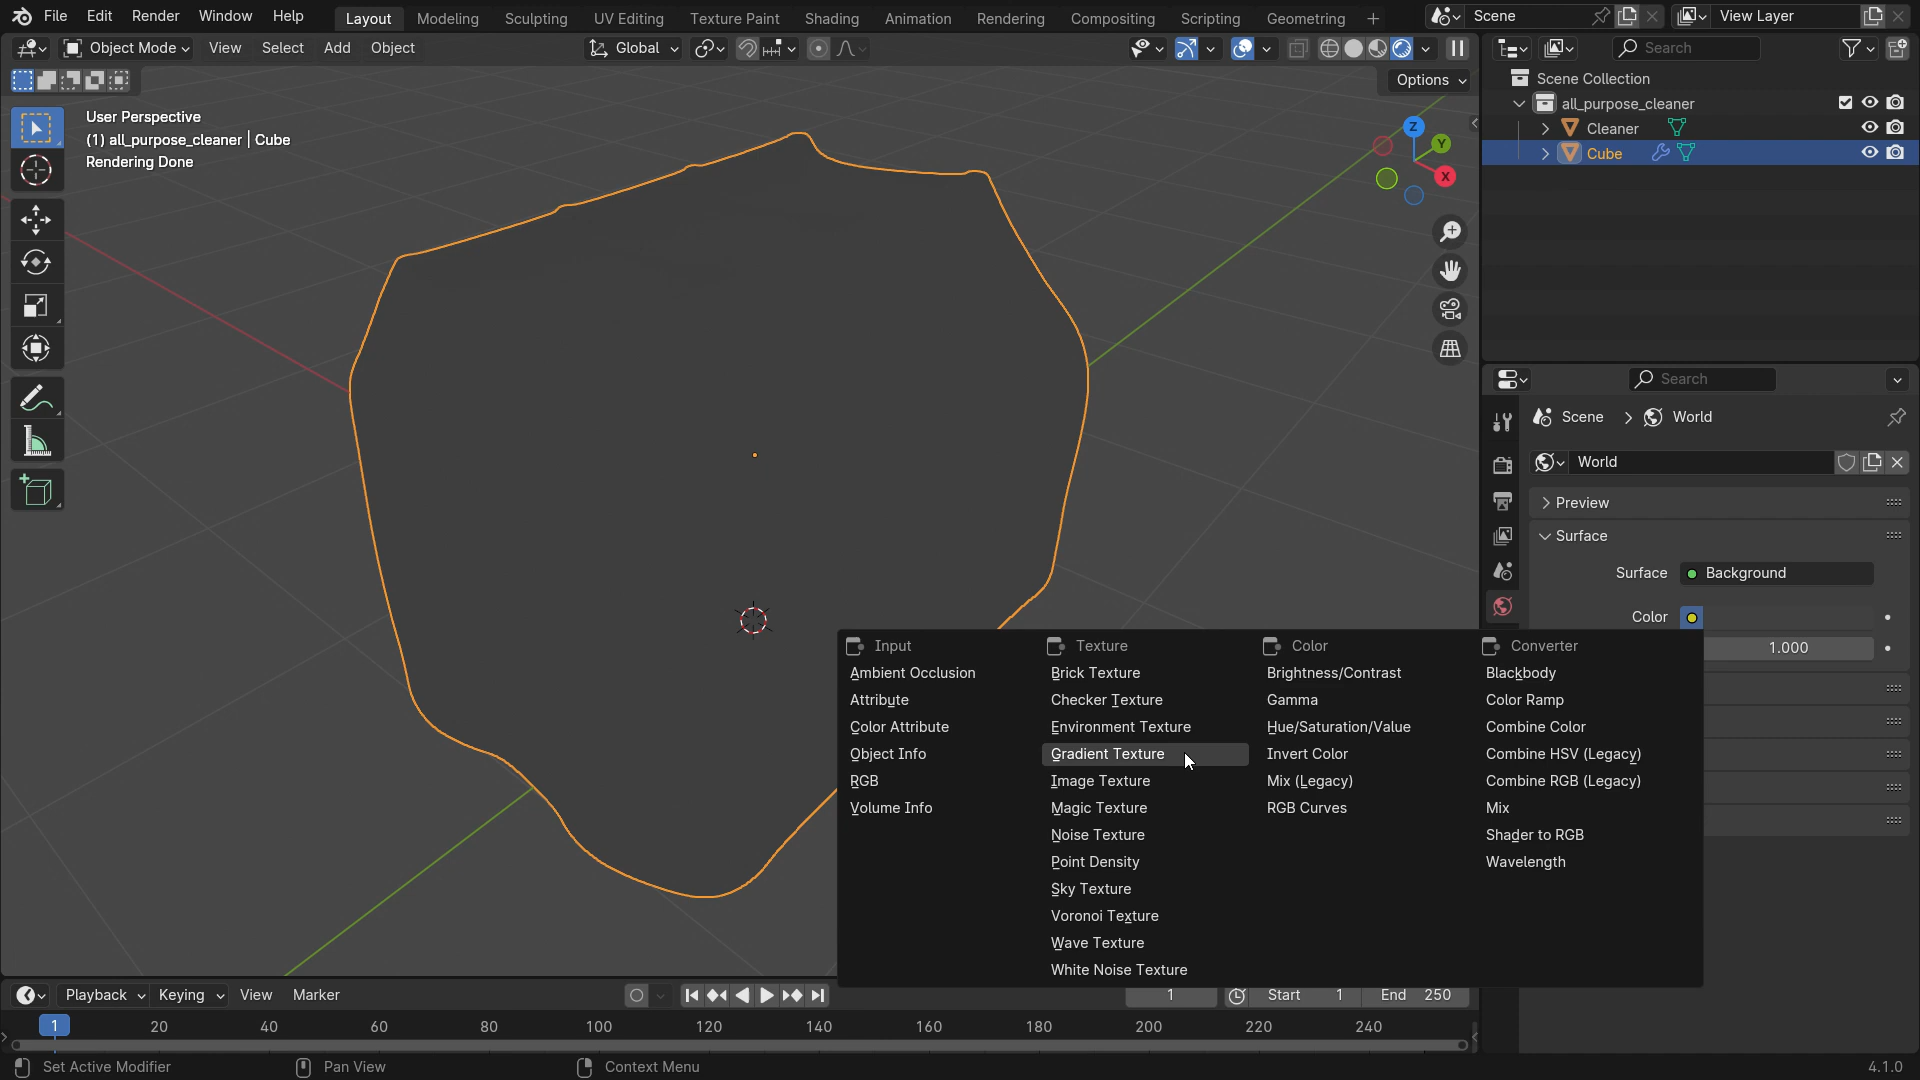 File Edit Render Window Help Layout Modeling Sculpting UV Editing Texture Paint Shading Animation Rendering Compositing Scripting Geometring + Scene View Layer
Object Mode View Select Add Object Global Search
Options
User Perspective
(1) all_purpose_cleaner | Cube
Rendering Done
Z
Y
X
Scene Collection
all_purpose_cleaner
Cleaner
Cube
Search
Scene > World
World
Preview
Surface
Surface Background
Color
1.000
Input
Ambient Occlusion
Attribute
Color Attribute
Object Info
RGB
Volume Info
Texture
Brick Texture
Checker Texture
Environment Texture
Gradient Texture
Image Texture
Magic Texture
Noise Texture
Point Density
Sky Texture
Voronoi Texture
Wave Texture
White Noise Texture
Color
Brightness/Contrast
Gamma
Hue/Saturation/Value
Invert Color
Mix (Legacy)
RGB Curves
Converter
Blackbody
Color Ramp
Combine Color
Combine HSV (Legacy)
Combine RGB (Legacy)
Mix
Shader to RGB
Wavelength
Playback Keying View Marker 1 Start 1 End 250
1 20 40 60 80 100 120 140 160 180 200 220 240
Set Active Modifier Pan View Context Menu 4.1.0